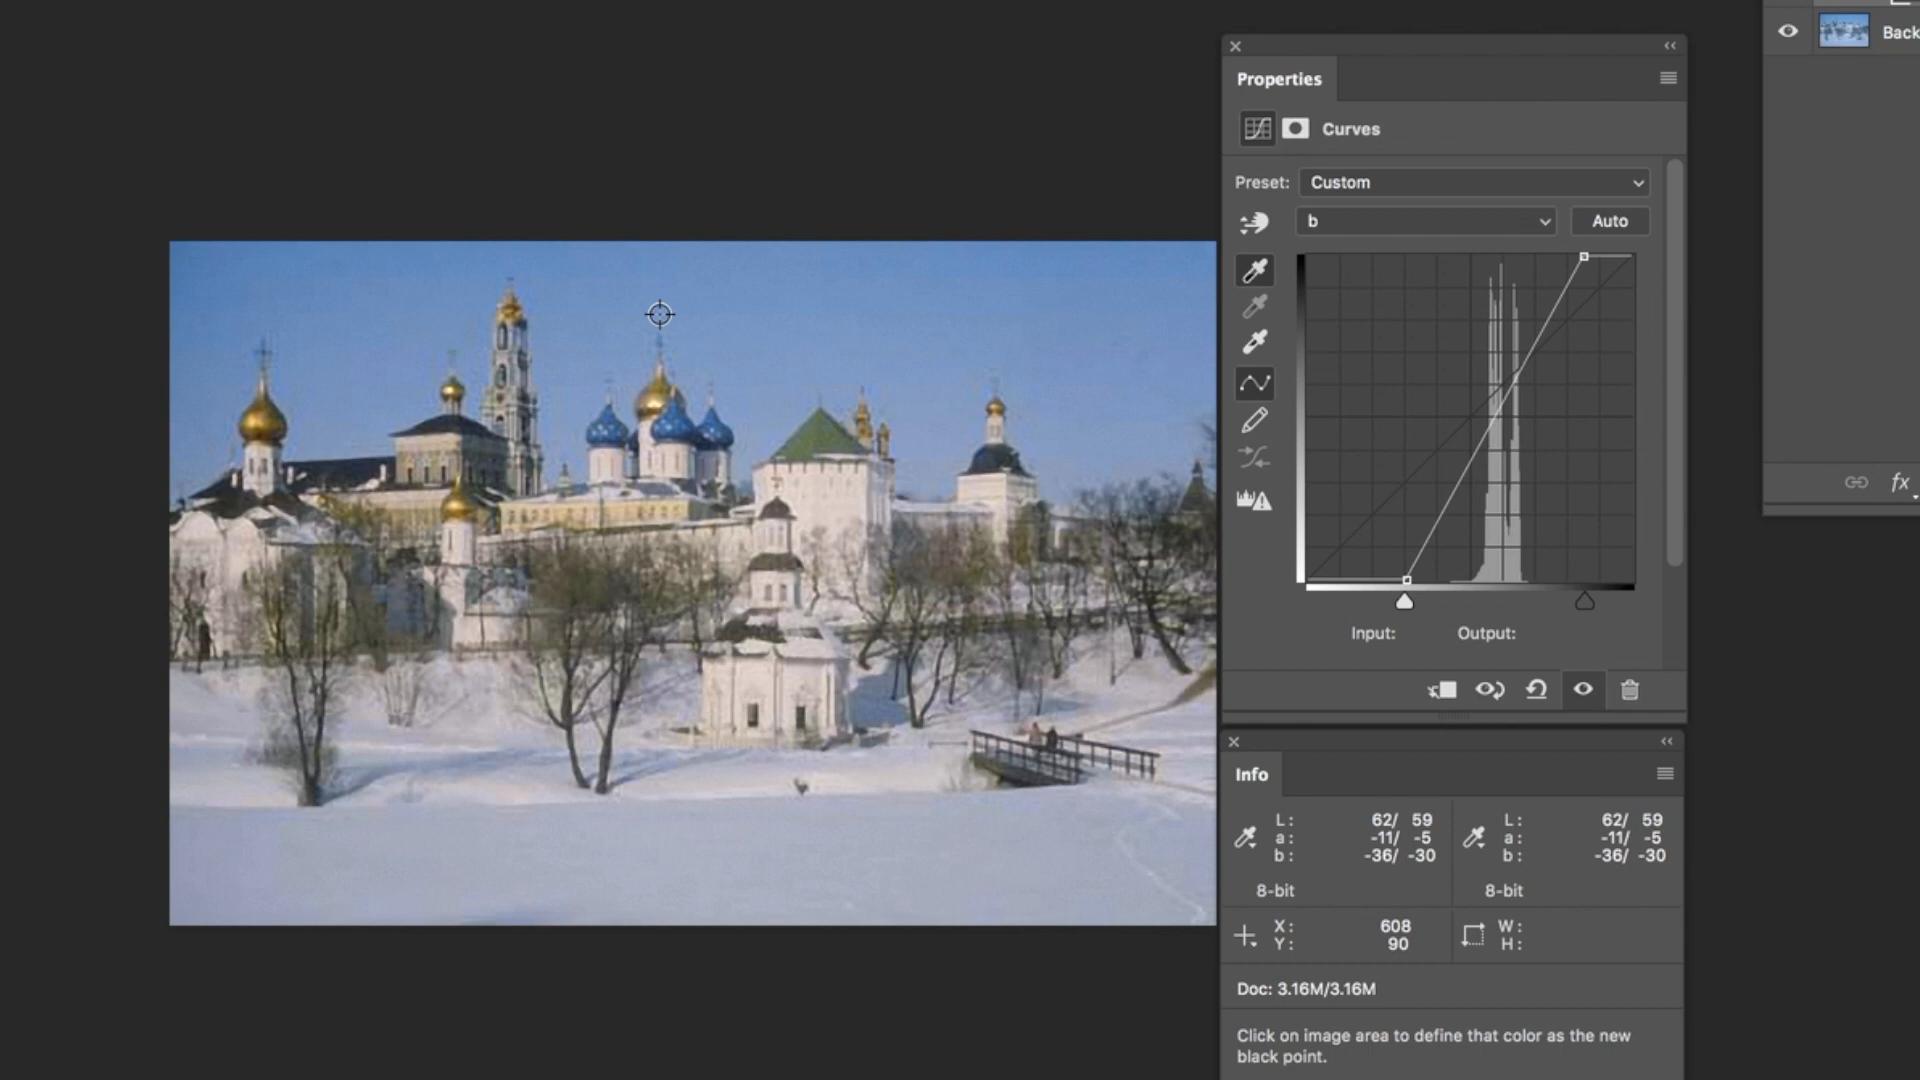 Back
Properties
Curves
Preset: Custom
b Auto
Input: Output:
Info
L: 62/ 59 L: 62/ 59
a: -11/ -5 a: -11/ -5
b: -36/ -30 b: -36/ -30
8-bit 8-bit
X: 608 W:
Y: 90 H:
Doc: 3.16M/3.16M
Click on image area to define that color as the new
black point.
fx